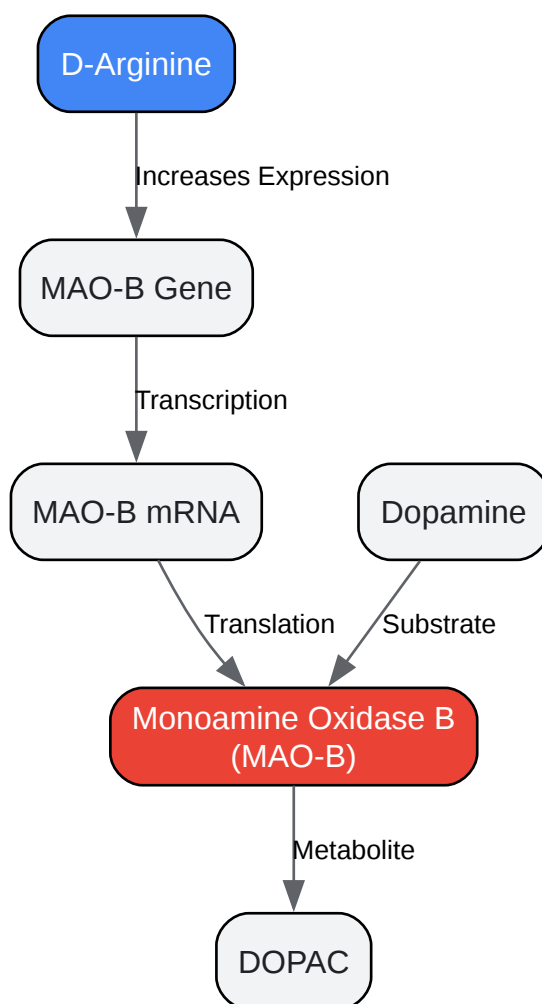 D-Arginine
Increases Expression
MAO-B Gene
Transcription
MAO-B mRNA
Dopamine
Translation
Substrate
Monoamine Oxidase B
(MAO-B)
Metabolite
DOPAC